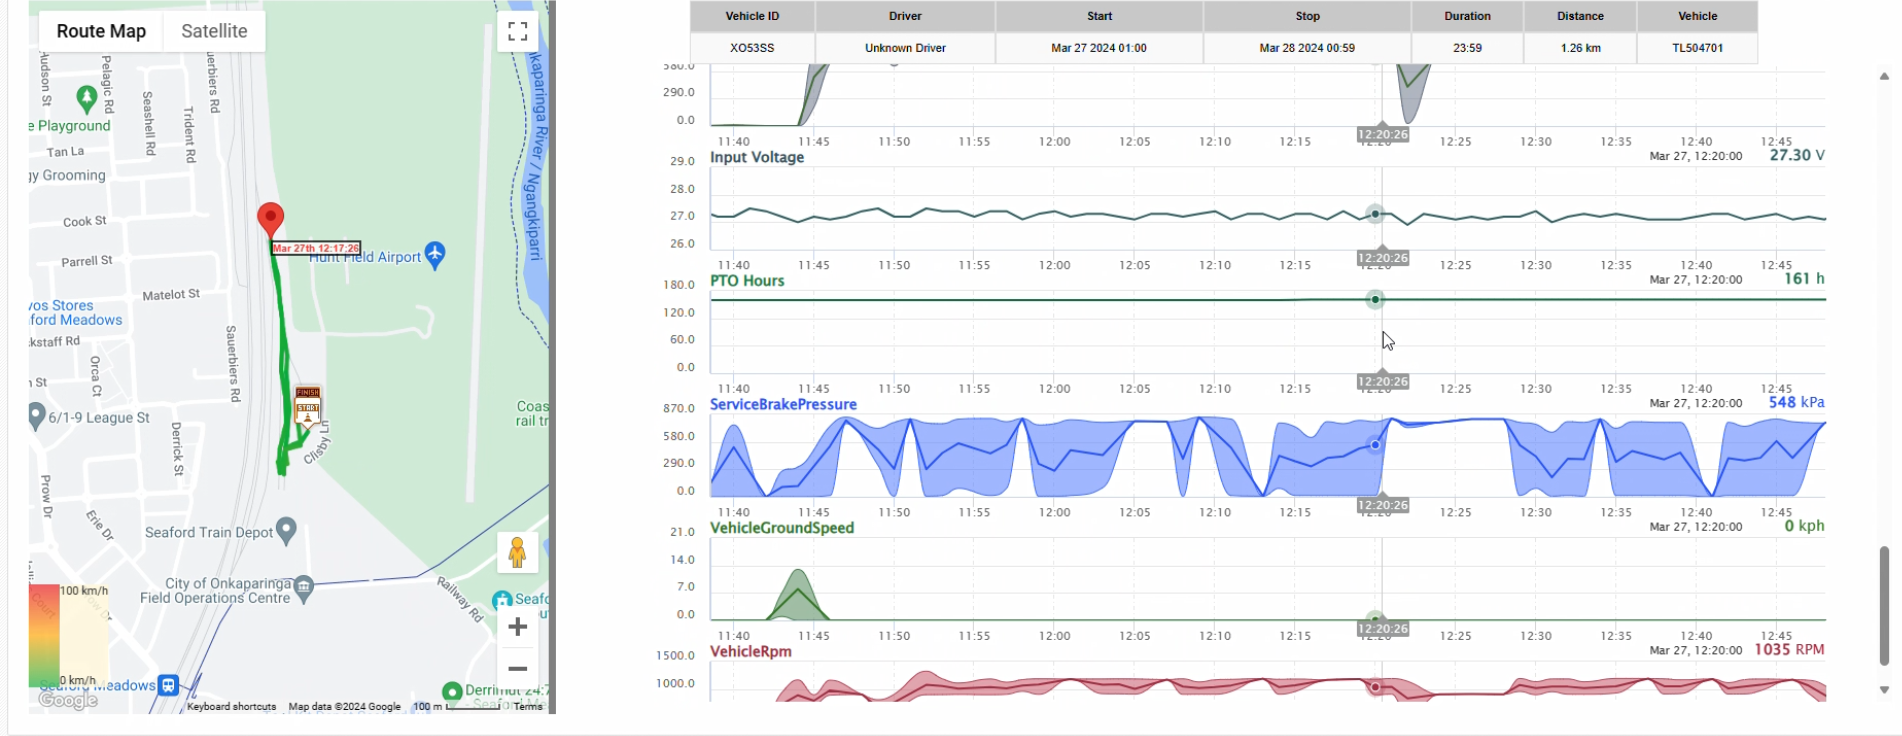 Route Map
Satellite
Hudson St
Pelagic Rd
Sauerbiers Rd
Seashell Rd
Trident Rd
e Playground
Tan La
gy Grooming
Cook St
Parrell St
Matelot St
vos Stores
ford Meadows
kstaff Rd
Orca Ct
Sauerbiers Rd
n St
6/1-9 League St
Derrick St
Prow Dr
Erie Dr
Mar 27th 12:17:26
Hunt Field Airport
kaparinga River / Ngangkiparri
FINISH
START
Clisby Ln
Coas
rail tr
Seaford Train Depot
City of Onkaparinga
Field Operations Centre
Railway Rd
Seafo
100 km/h
0 km/h
Seaford Meadows
Derrimut 24:7
Google
Keyboard shortcuts
Map data ©2024 Google
100 m
Terms
Vehicle ID Driver Start Stop Duration Distance Vehicle
XO53SS Unknown Driver Mar 27 2024 01:00 Mar 28 2024 00:59 23:59 1.26 km TL504701
580.0
290.0
0.0
12:20:26
11:40 11:45 11:50 11:55 12:00 12:05 12:10 12:15 12:20 12:25 12:30 12:35 12:40 12:45
Input Voltage Mar 27, 12:20:00 27.30 V
29.0
28.0
27.0
26.0
12:20:26
11:40 11:45 11:50 11:55 12:00 12:05 12:10 12:15 12:20 12:25 12:30 12:35 12:40 12:45
PTO Hours Mar 27, 12:20:00 161 h
180.0
120.0
60.0
0.0
12:20:26
11:40 11:45 11:50 11:55 12:00 12:05 12:10 12:15 12:20 12:25 12:30 12:35 12:40 12:45
ServiceBrakePressure Mar 27, 12:20:00 548 kPa
870.0
580.0
290.0
0.0
12:20:26
11:40 11:45 11:50 11:55 12:00 12:05 12:10 12:15 12:20 12:25 12:30 12:35 12:40 12:45
VehicleGroundSpeed Mar 27, 12:20:00 0 kph
21.0
14.0
7.0
0.0
12:20:26
11:40 11:45 11:50 11:55 12:00 12:05 12:10 12:15 12:20 12:25 12:30 12:35 12:40 12:45
VehicleRpm Mar 27, 12:20:00 1035 RPM
1500.0
1000.0